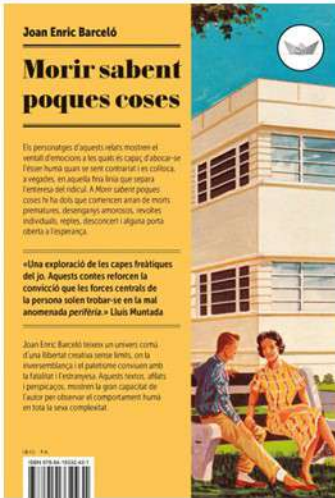 Joan Enric Barceló
Morir sabent
poques coses
Els personatges d'aquests relats mostren el
ventall d'emocions a les quals és capaç d'abocar-se
l'ésser humà quan se sent contrariat i es col·loca,
a vegades, en aquella fina línia que separa
l'enteresa del ridícul. A Morir sabent poques
coses hi ha dols que comencen arran de morts
prematures, desenganys amorosos, revoltes
individuals, reptes, desconcert i alguna porta
oberta a l'esperança.
«Una exploració de les capes freàtiques
del jo. Aquests contes reforcen la
convicció que les forces centrals de
la persona solen trobar-se en la mal
anomenada perifèria.» Lluís Muntada
Joan Enric Barceló teixeix un univers comú
d'una llibertat creativa sense límits, on la
inversemblança i el patetisme conviuen amb
la fatalitat i l'estranyesa. Aquests textos, afilats
i perspicaços, mostren la gran capacitat de
l'autor per observar el comportament humà
en tota la seva complexitat.